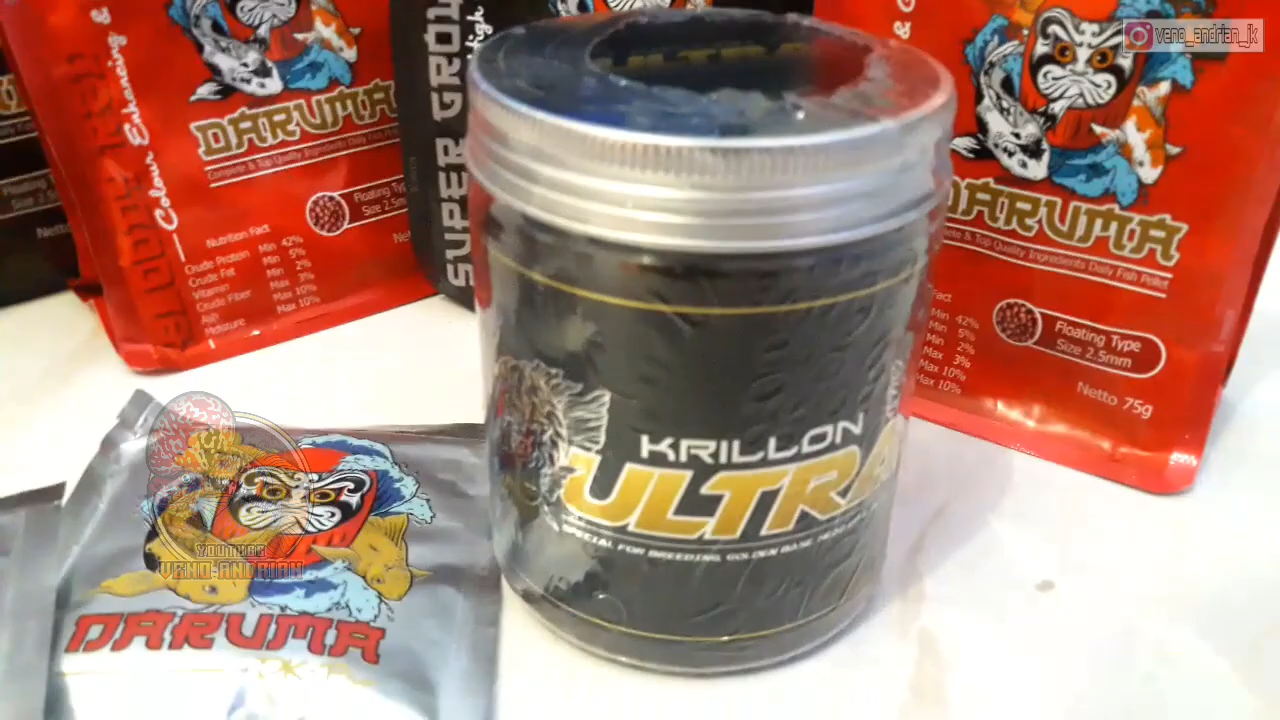 veno_andrian_jk
Colour Enhancing &
DARUMA
Complete & Top Quality Ingredients Daily Fish Pellet
Floating Type
Size 2.5mm
Nutrition Fact
Crude Protein Min 42%
Crude Fat Min 5%
Vitamin Min 2%
Crude Fiber Max 3%
Ash Max 10%
Moisture Max 10%
SUPER GROW
High
ULTRA
KRILLON
ULTRA
SPECIAL FOR BREEDING, GOLDEN BASE
DARUMA
Top Quality Ingredients Daily Fish Pellet
Fact
Min 42%
Min 5%
Min 2%
Max 3%
Max 10%
Max 10%
Floating Type
Size 2.5mm
Netto 75g
YOUTUBE
VENO-ANDRIAN
DARUMA